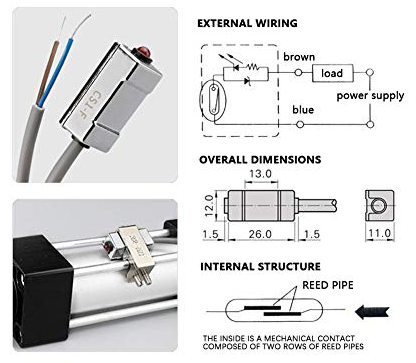 EXTERNAL WIRING
brown
load
power supply
blue
CS1-F
OVERALL DIMENSIONS
13.0
12.0
1.5
26.0
1.5
11.0
INTERNAL STRUCTURE
REED PIPE
THE INSIDE IS A MECHANICAL CONTACT
COMPOSED OF TWO ROWS OF REED PIPES